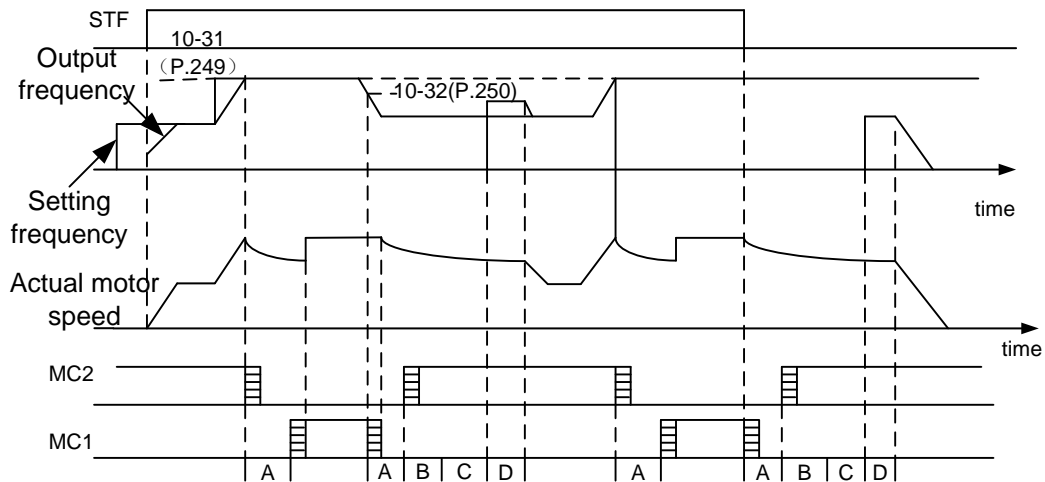 STF
10-31
（P.249）
Output
frequency
10-32(P.250)
Setting
frequency
time
Actual motor
speed
time
MC2
MC1
A
A
B
C
D
A
A
B
C
D